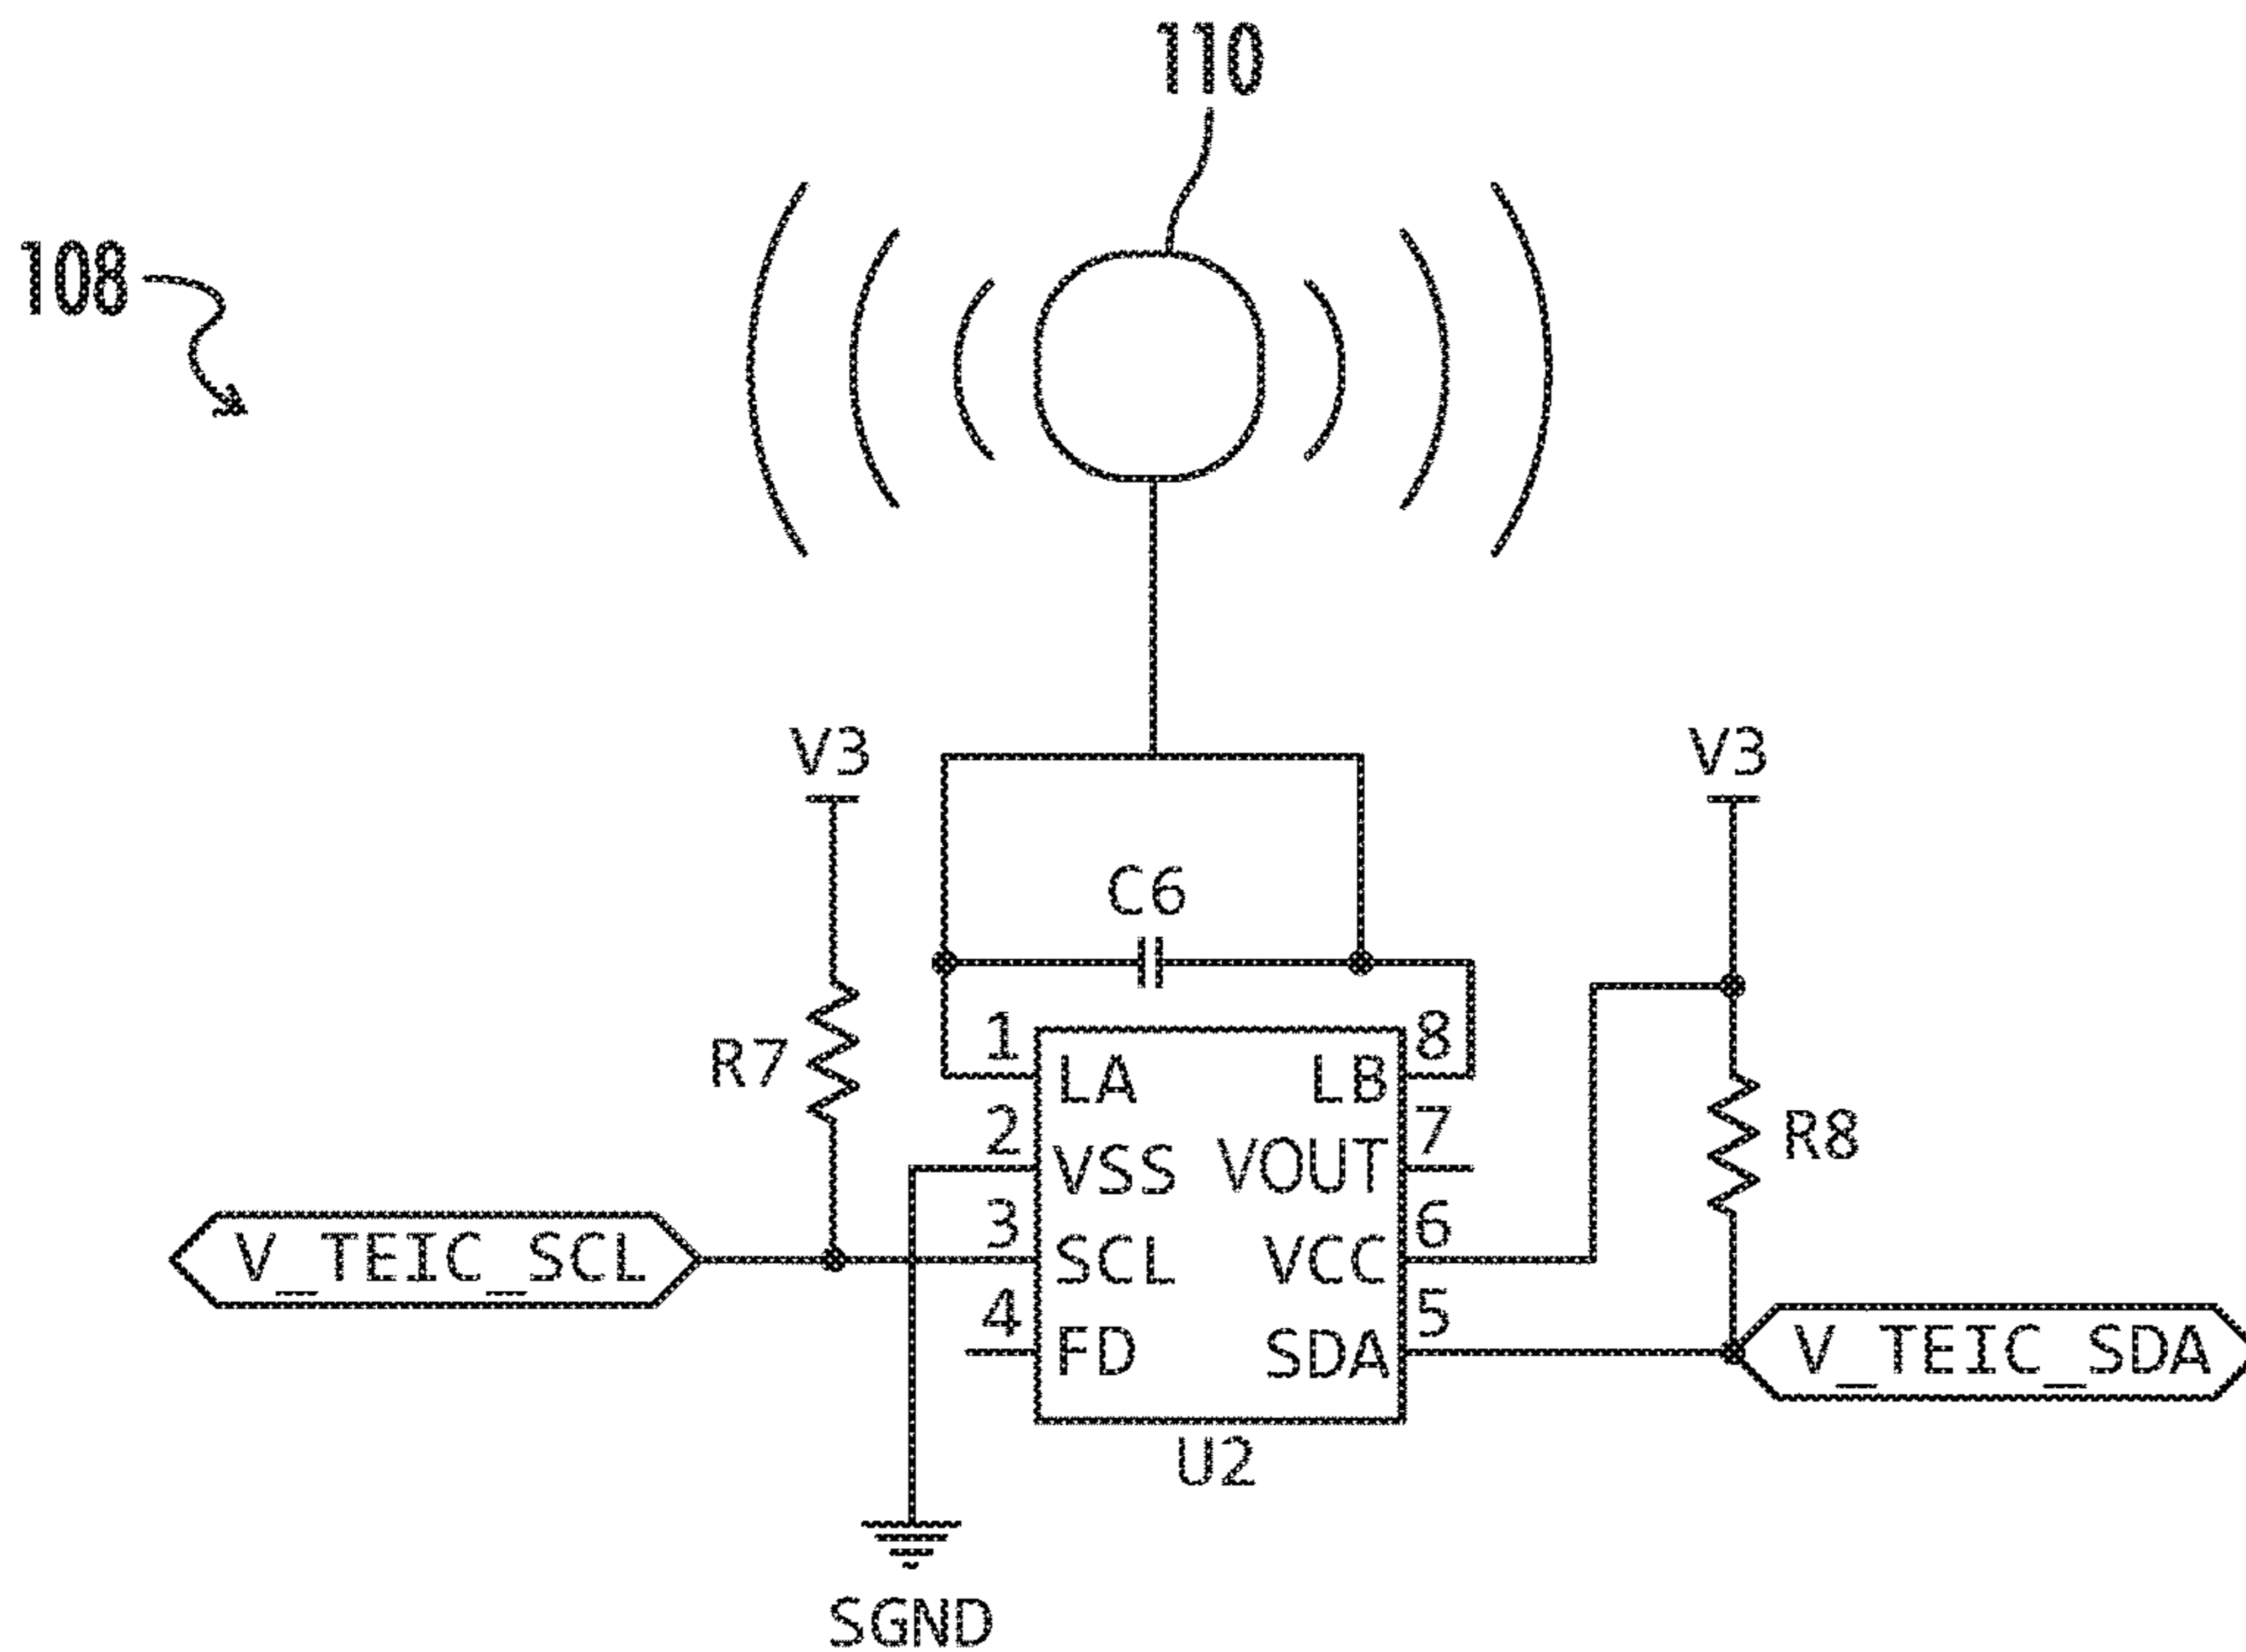 110
108
V3
V3
C6
R7
1
8
LA
LB
2
7
VSS
VOUT
R8
3
6
V_TEIC_SCL
SCL
VCC
4
5
FD
SDA
V_TEIC_SDA
U2
SGND